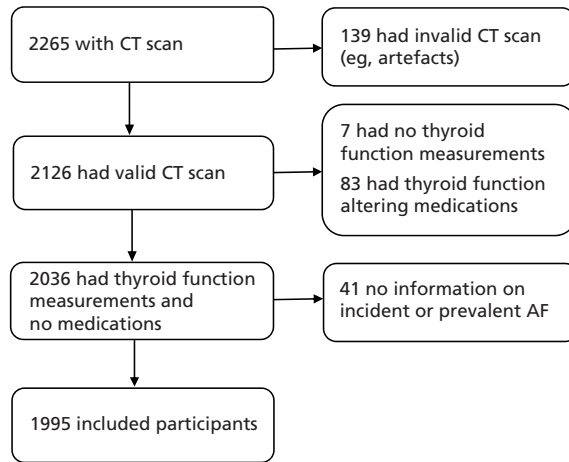 2265 with CT scan
139 had invalid CT scan
(eg, artefacts)
2126 had valid CT scan
7 had no thyroid
function measurements
83 had thyroid function
altering medications
2036 had thyroid function
measurements and
no medications
41 no information on
incident or prevalent AF
1995 included participants